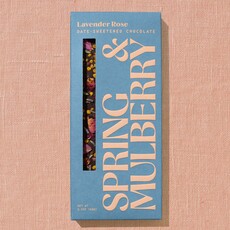 Lavender Rose
DATE-SWEETENED CHOCOLATE
SPRING &
MULBERRY